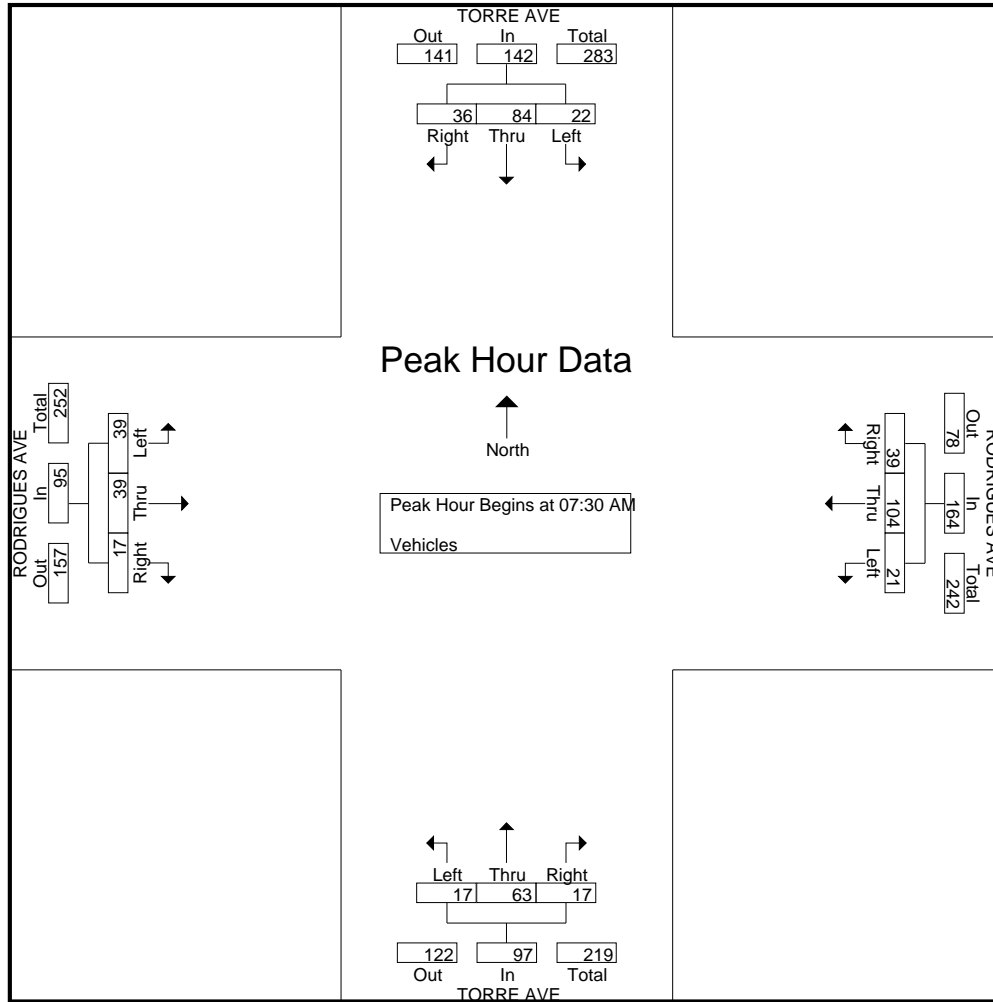 TORRE AVE
Out In Total
141 142 283
36 84 22
Right Thru Left
Peak Hour Data
North
Peak Hour Begins at 07:30 AM
Vehicles
RODRIGUES AVE
Out In Total
157 95 252
Left Thru Right
39 39 17
RODRIGUES AVE
Out In Total
78 164 242
Right Thru Left
39 104 21
Left Thru Right
17 63 17
122 97 219
Out In Total
TORRE AVE